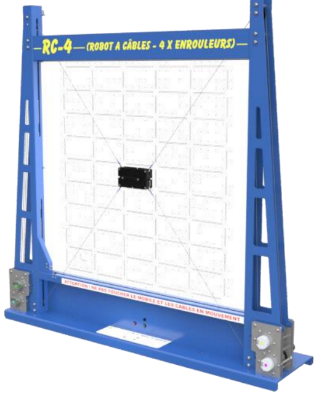 RC-4 (ROBOT A CÂBLES - 4 X ENROULEURS)
ATTENTION : NE PAS TOUCHER LE MOBILE ET LES CÂBLES EN MOUVEMENT